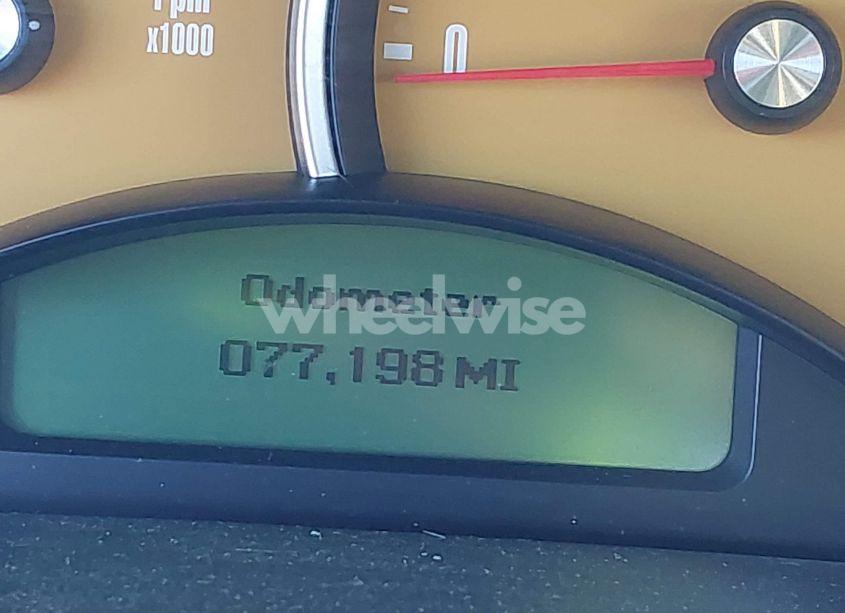 rpm
x1000
0
Odometer
wheelwise
077,198 MI